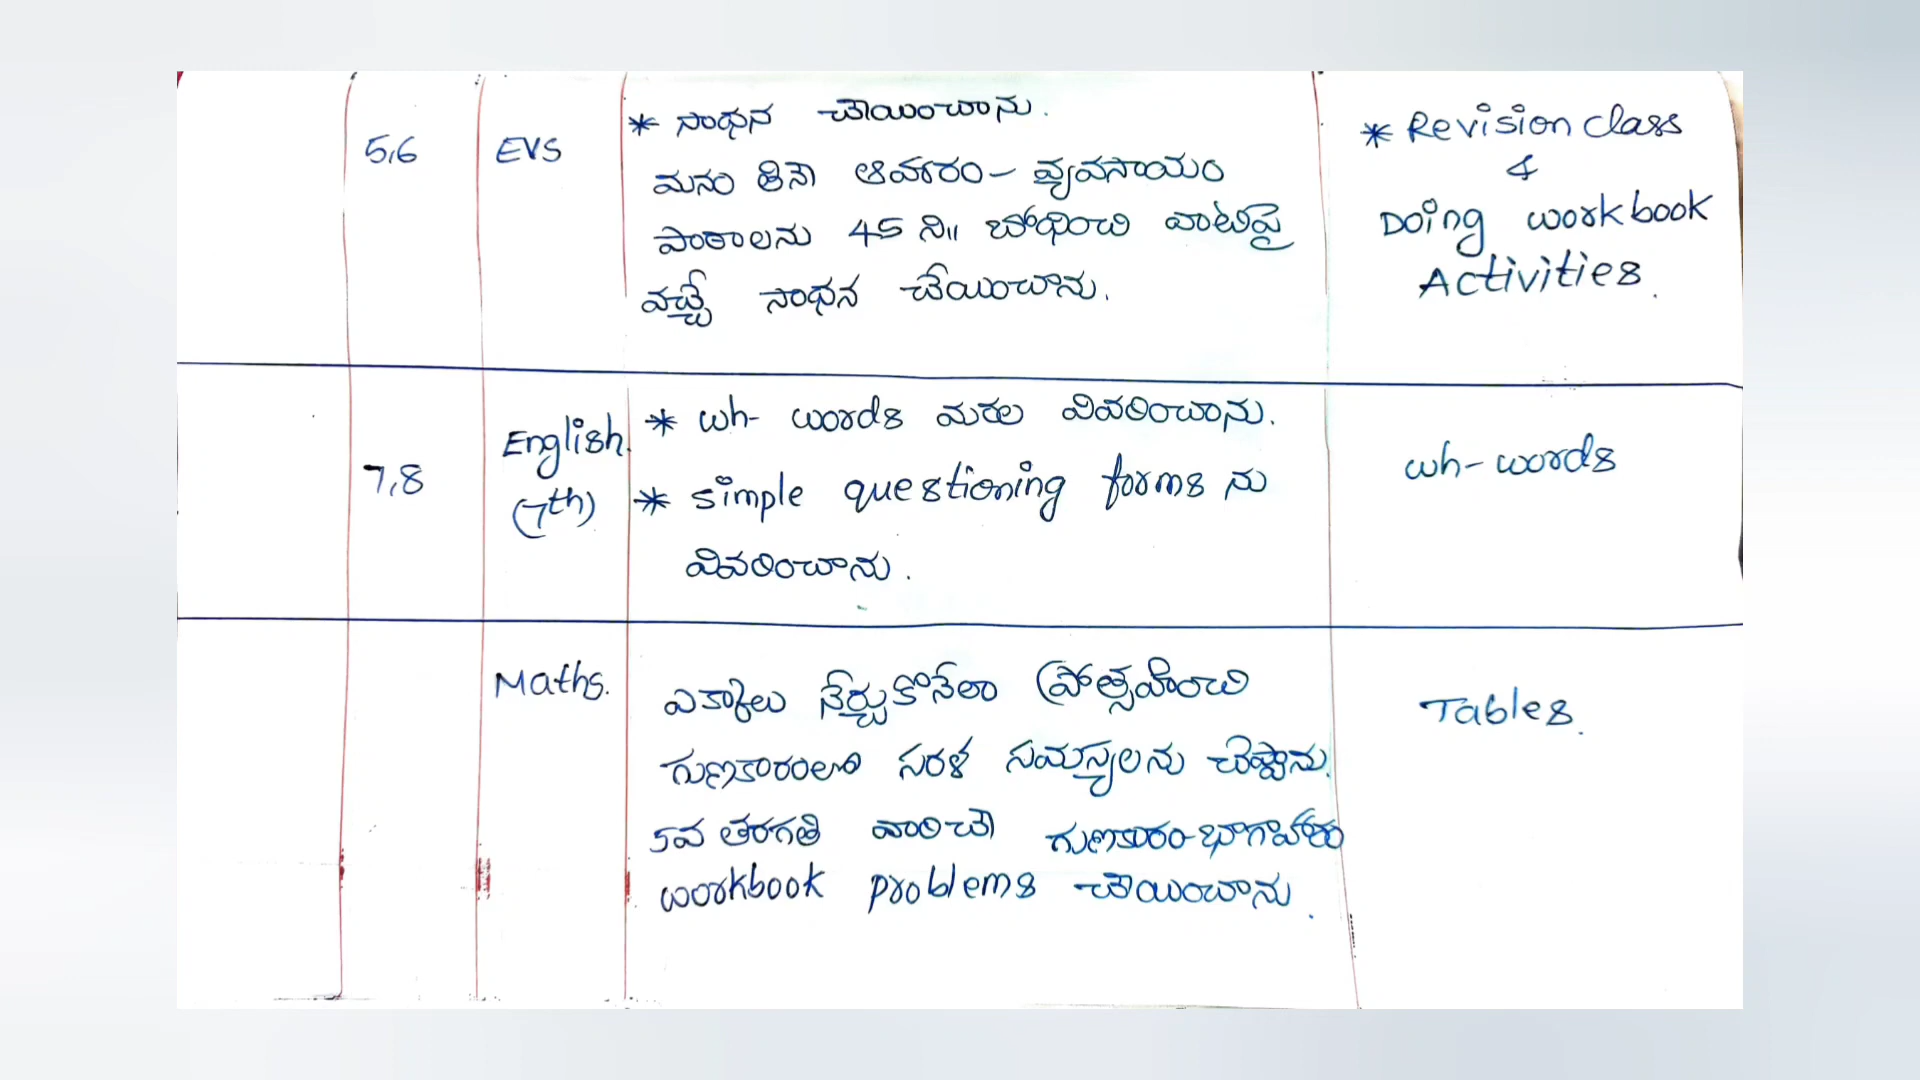 5,6
EVS
* సాధన చేయించాను.
మనం తినే ఆహారం – వ్యవసాయం
పాఠాలను 45 ని॥ బోధించి వాటిపై
వచ్చే సాధన చేయించాను.
* Revision class
&
Doing workbook
Activities.
7,8
English.
(7th)
* wh- words మరల వివరించాను.
* simple questioning forms ను
వివరించాను.
wh-words
Maths.
ఎక్కాలు నేర్చుకొనేలా ప్రోత్సహించి
గుణకారంలో సరళ సమస్యలను చెప్పాను.
5వ తరగతి వారిచే గుణకారం-భాగాహారం
workbook problems చేయించాను.
Tables.